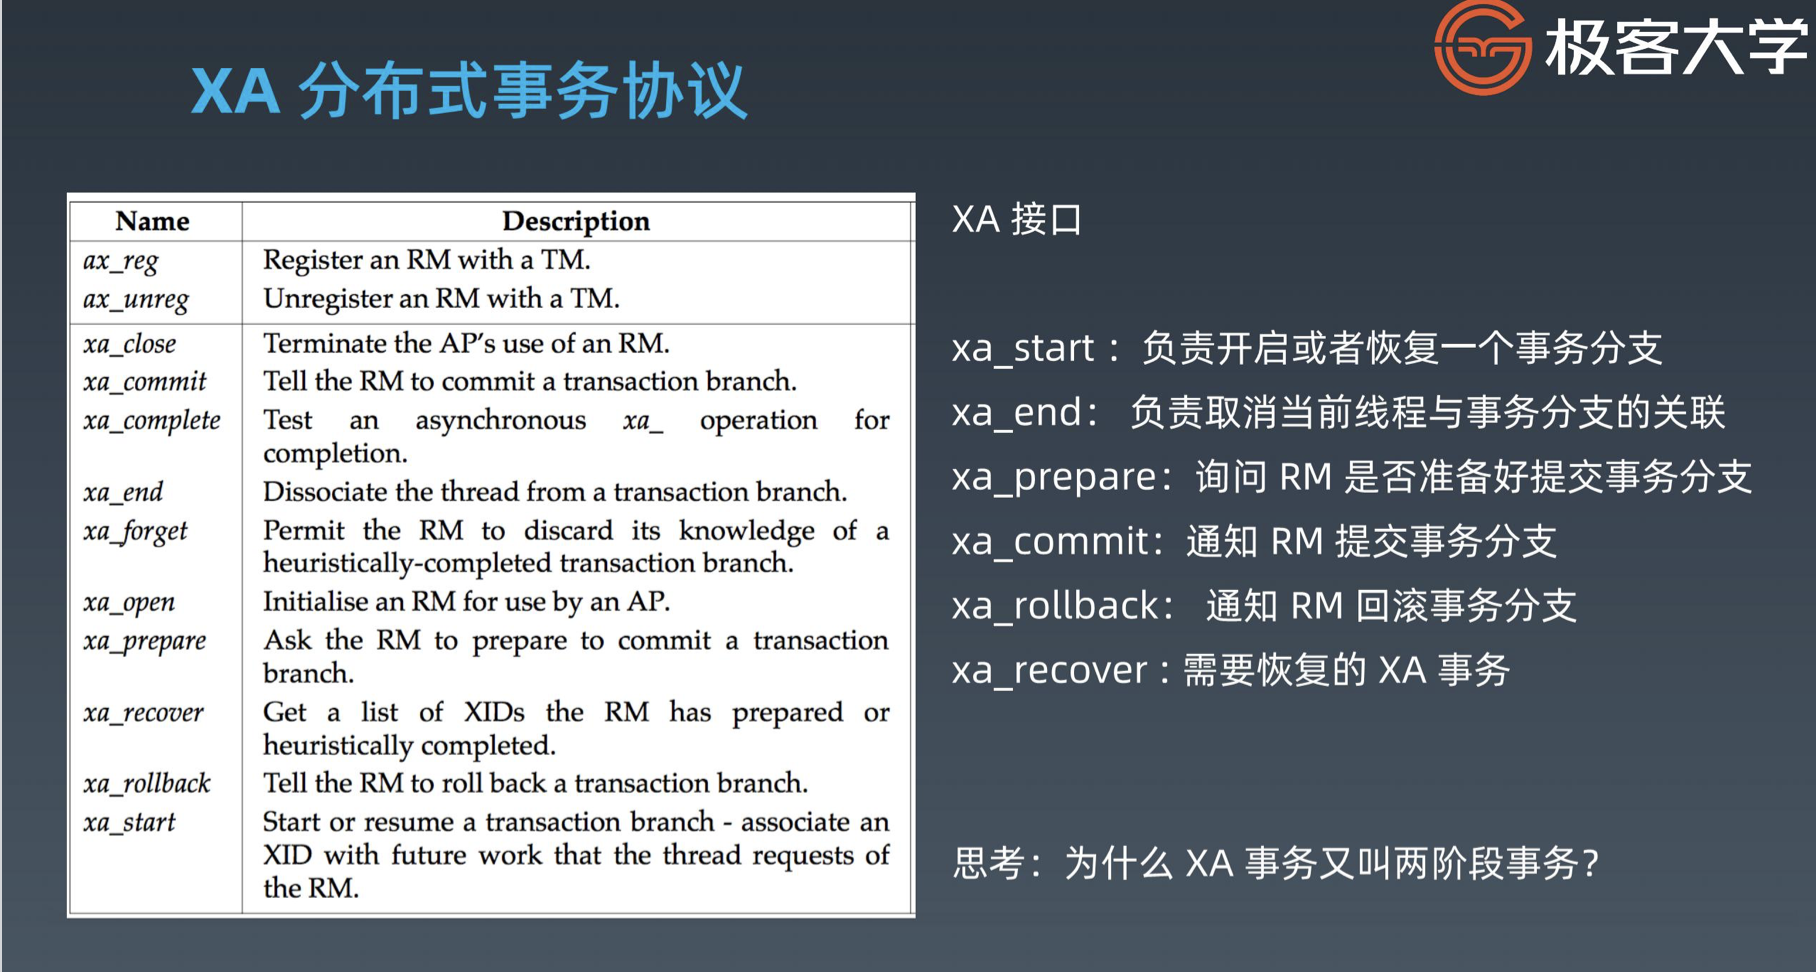 极客大学
XA 分布式事务协议
Name Description
ax_reg Register an RM with a TM.
ax_unreg Unregister an RM with a TM.
xa_close Terminate the AP’s use of an RM.
xa_commit Tell the RM to commit a transaction branch.
xa_complete Test an asynchronous xa_ operation for
completion.
xa_end Dissociate the thread from a transaction branch.
xa_forget Permit the RM to discard its knowledge of a
heuristically-completed transaction branch.
xa_open Initialise an RM for use by an AP.
xa_prepare Ask the RM to prepare to commit a transaction
branch.
xa_recover Get a list of XIDs the RM has prepared or
heuristically completed.
xa_rollback Tell the RM to roll back a transaction branch.
xa_start Start or resume a transaction branch - associate an
XID with future work that the thread requests of
the RM.
XA 接口
xa_start： 负责开启或者恢复一个事务分支
xa_end： 负责取消当前线程与事务分支的关联
xa_prepare：询问 RM 是否准备好提交事务分支
xa_commit：通知 RM 提交事务分支
xa_rollback： 通知 RM 回滚事务分支
xa_recover : 需要恢复的 XA 事务
思考：为什么 XA 事务又叫两阶段事务？